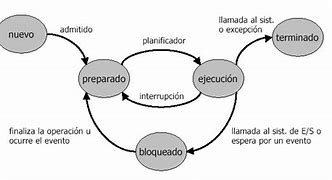 nuevo
admitido
planificador
llamada al sist.
o excepción
terminado
preparado
ejecución
interrupción
finaliza la operación u
ocurre el evento
bloqueado
llamada al sist. de E/S o
espera por un evento